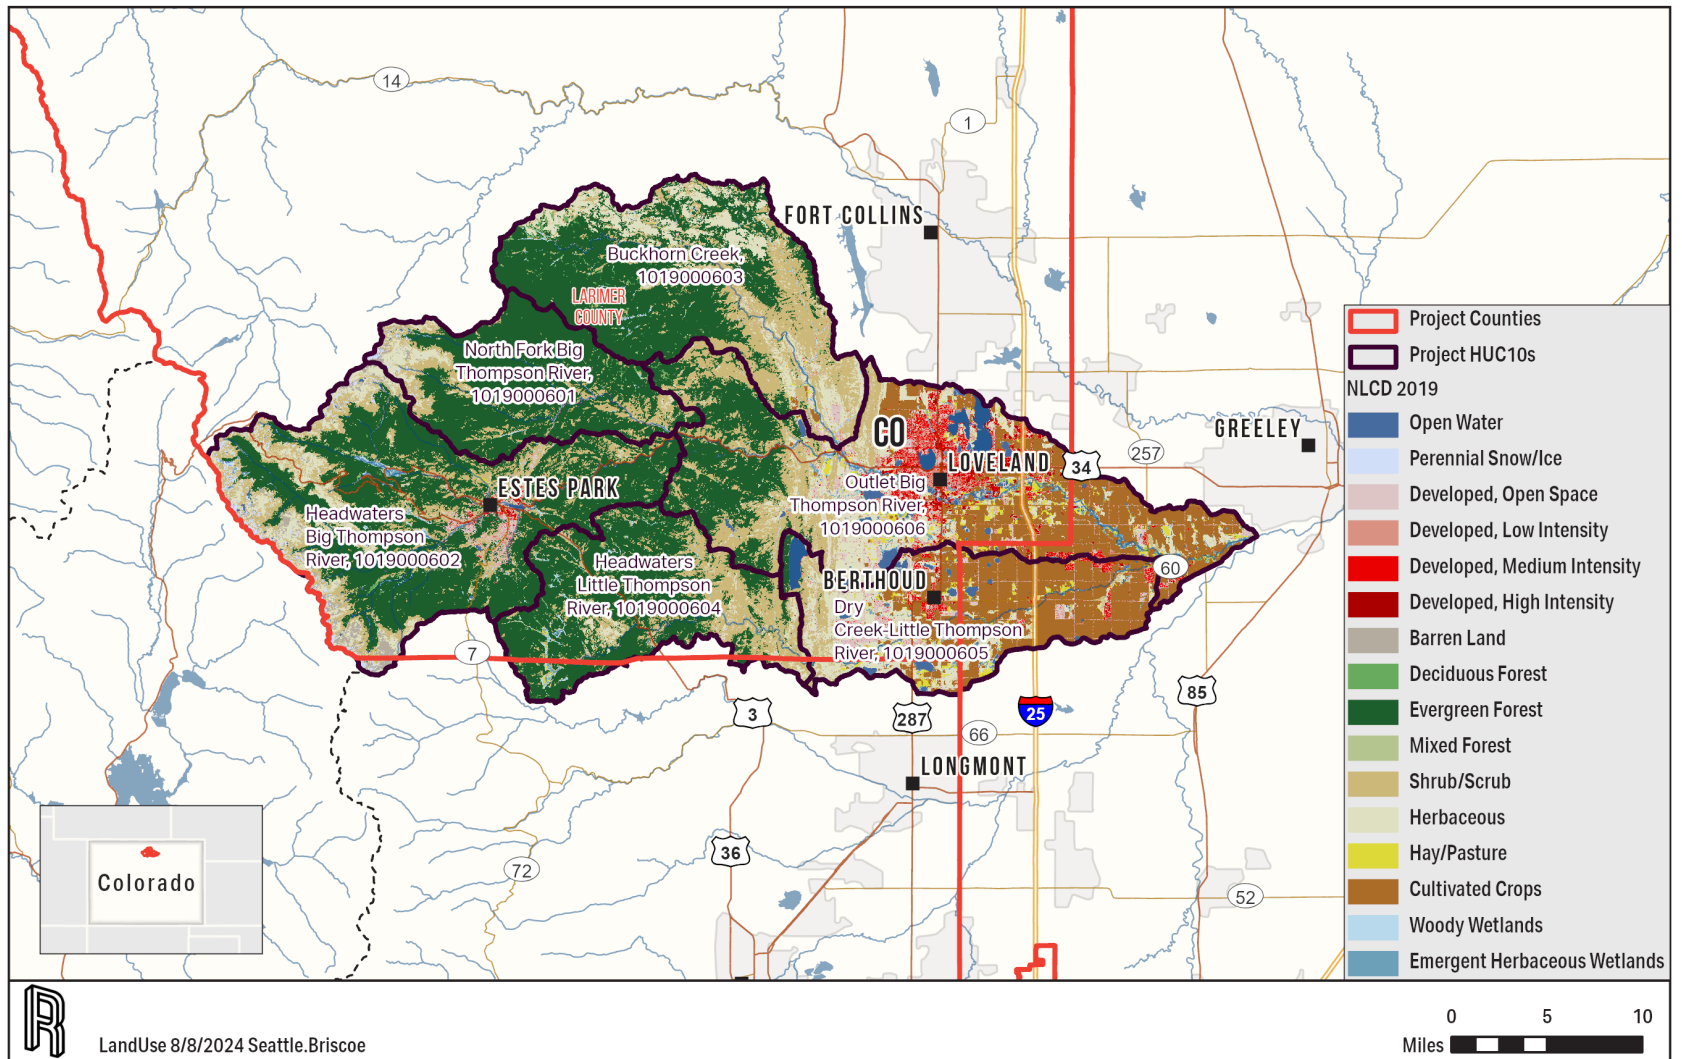 14
1
FORT COLLINS
Buckhorn Creek,
1019000603
LARIMER
COUNTY
North Fork Big
Thompson River,
1019000601
CO
GREELEY
257
34
LOVELAND
Outlet Big
Thompson River,
1019000606
ESTES PARK
Headwaters
Big Thompson
River, 1019000602
Headwaters
Little Thompson
River, 1019000604
BERTHOUD
Dry
Creek-Little Thompson
River, 1019000605
60
7
3
287
25
85
66
LONGMONT
36
72
52
Colorado
Project Counties
Project HUC10s
NLCD 2019
Open Water
Perennial Snow/Ice
Developed, Open Space
Developed, Low Intensity
Developed, Medium Intensity
Developed, High Intensity
Barren Land
Deciduous Forest
Evergreen Forest
Mixed Forest
Shrub/Scrub
Herbaceous
Hay/Pasture
Cultivated Crops
Woody Wetlands
Emergent Herbaceous Wetlands
R
LandUse 8/8/2024 Seattle.Briscoe
0 5 10
Miles